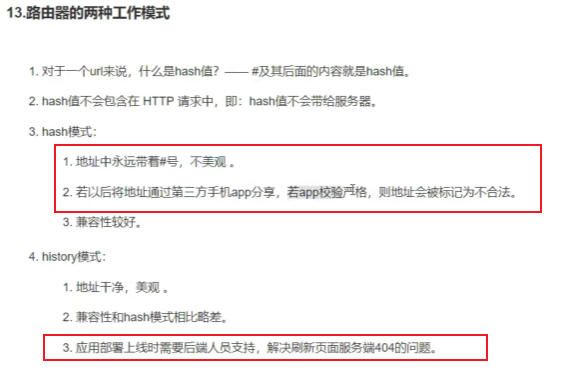 13.路由器的两种工作模式
1. 对于一个url来说，什么是hash值？—— #及其后面的内容就是hash值。
2. hash值不会包含在 HTTP 请求中，即：hash值不会带给服务器。
3. hash模式：
1. 地址中永远带着#号，不美观 。
2. 若以后将地址通过第三方手机app分享，若app校验严格，则地址会被标记为不合法。
3. 兼容性较好。
4. history模式：
1. 地址干净，美观 。
2. 兼容性和hash模式相比略差。
3. 应用部署上线时需要后端人员支持，解决刷新页面服务端404的问题。